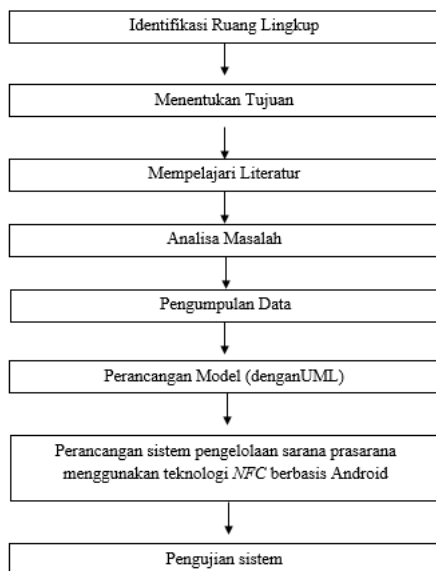 Identifikasi Ruang Lingkup
Menentukan Tujuan
Mempelajari Literatur
Analisa Masalah
Pengumpulan Data
Perancangan Model (denganUML)
Perancangan sistem pengelolaan sarana prasarana
menggunakan teknologi NFC berbasis Android
Pengujian sistem